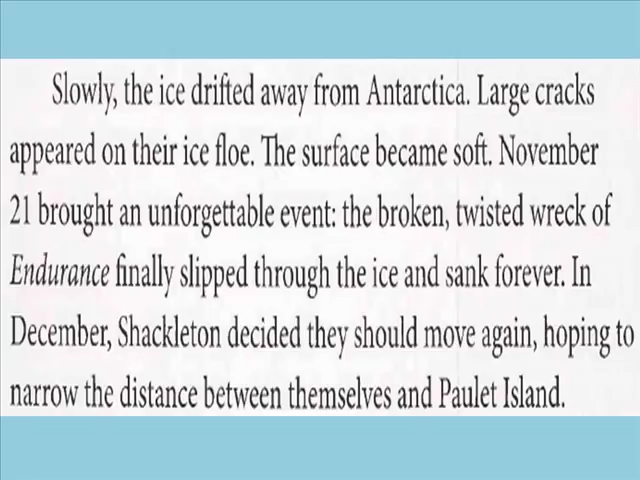 Slowly, the ice drifted away from Antarctica. Large cracks
appeared on their ice floe. The surface became soft. November
21 brought an unforgettable event: the broken, twisted wreck of
Endurance finally slipped through the ice and sank forever. In
December, Shackleton decided they should move again, hoping to
narrow the distance between themselves and Paulet Island.